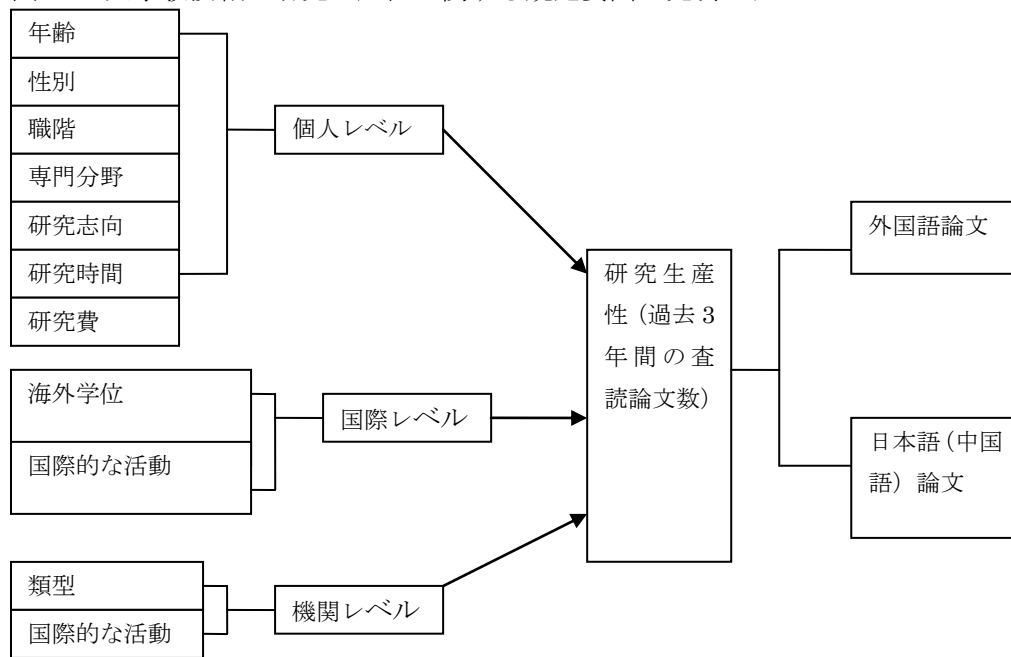 年齢
性別
職階
専門分野
研究志向
研究時間
研究費
個人レベル
海外学位
国際的な活動
国際レベル
類型
国際的な活動
機関レベル
研究生産
性（過去3
年間の査
読論文数）
外国語論文
日本語（中国
語）論文